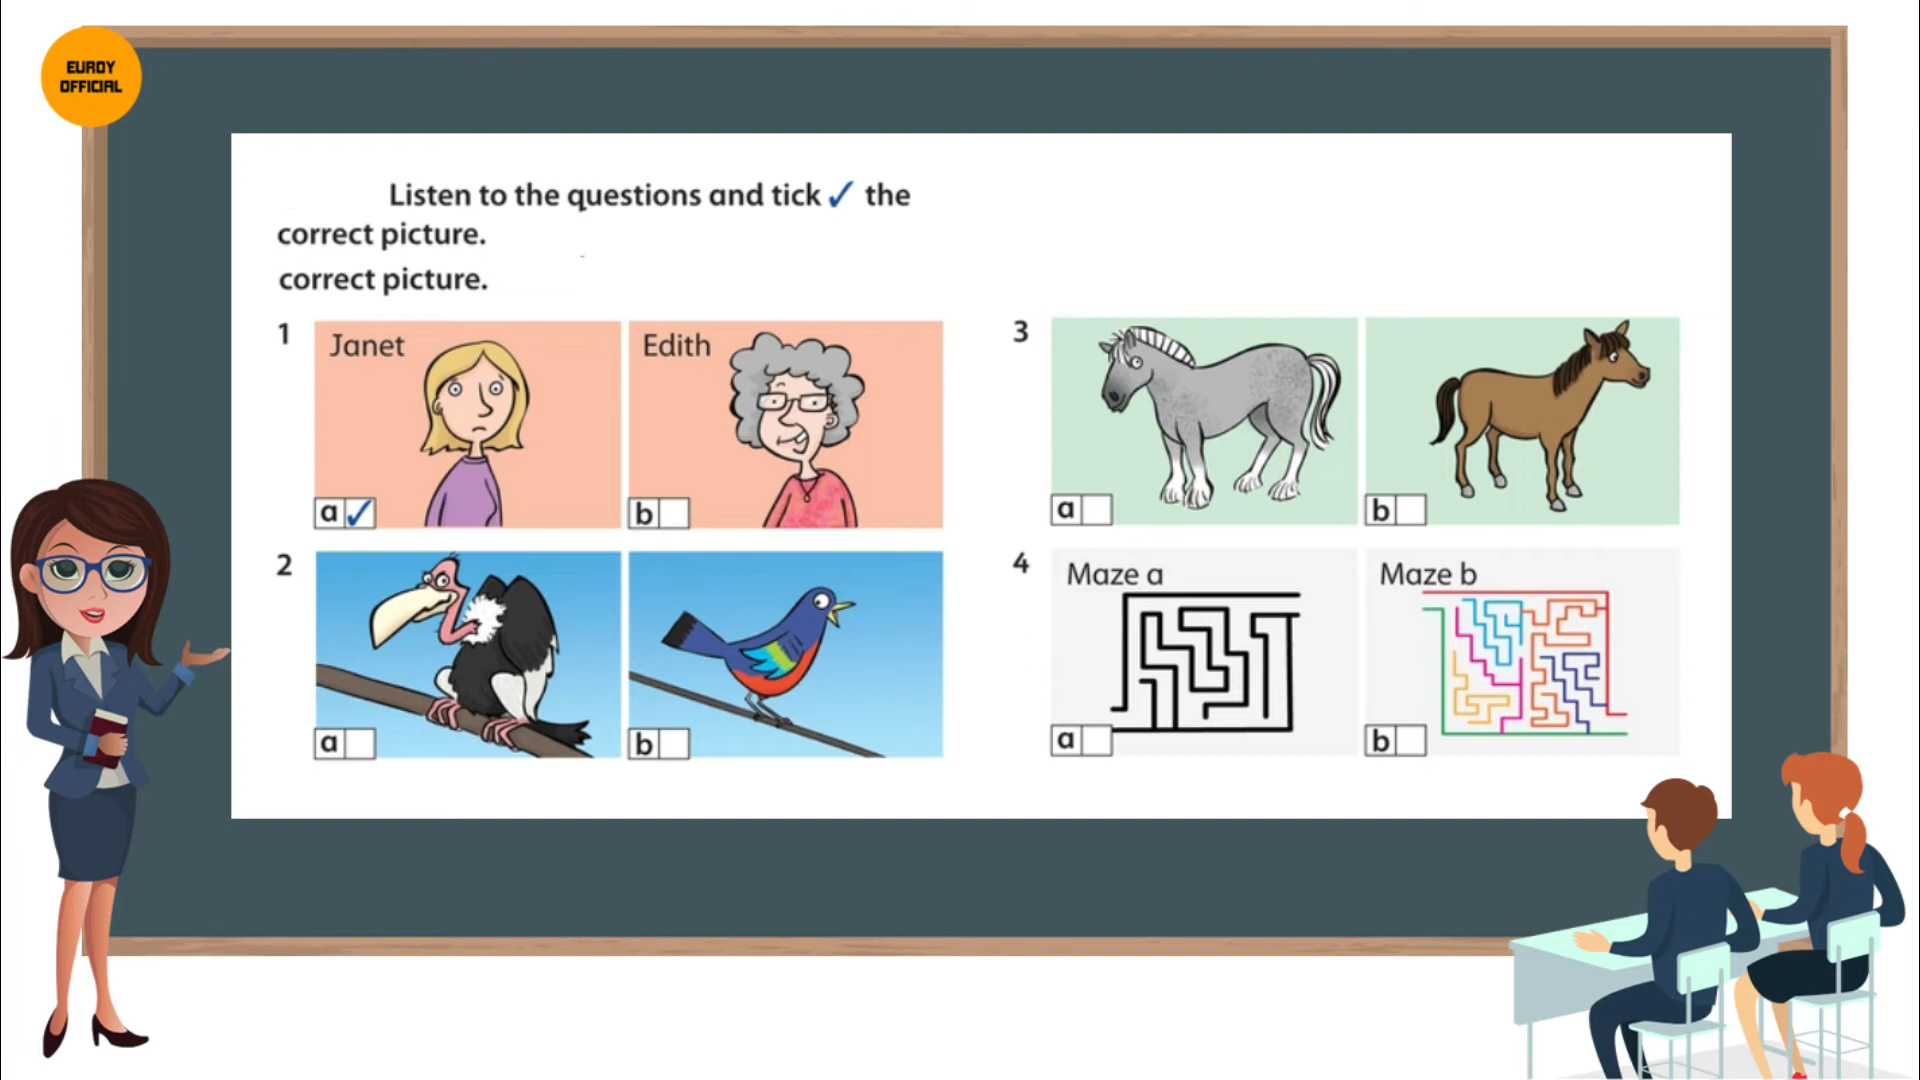 EUROY
OFFICIAL
Listen to the questions and tick ✓ the
correct picture.
correct picture.
1
Janet
a ✓
Edith
b
2
a
b
3
a
b
4
Maze a
a
Maze b
b